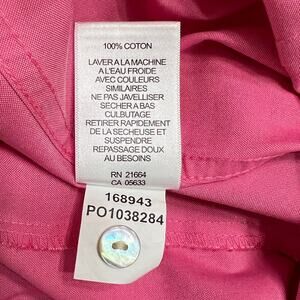 100% COTON
LAVER A LA MACHINE
A L'EAU FROIDE
AVEC COULEURS
SIMILAIRES
NE PAS JAVELLISER
SECHER A BAS
CULBUTAGE
RETIRER RAPIDEMENT
DE LA SECHEUSE ET
SUSPENDRE
REPASSAGE DOUX
AU BESOINS
RN 21664
CA 05633
168943
PO1038284